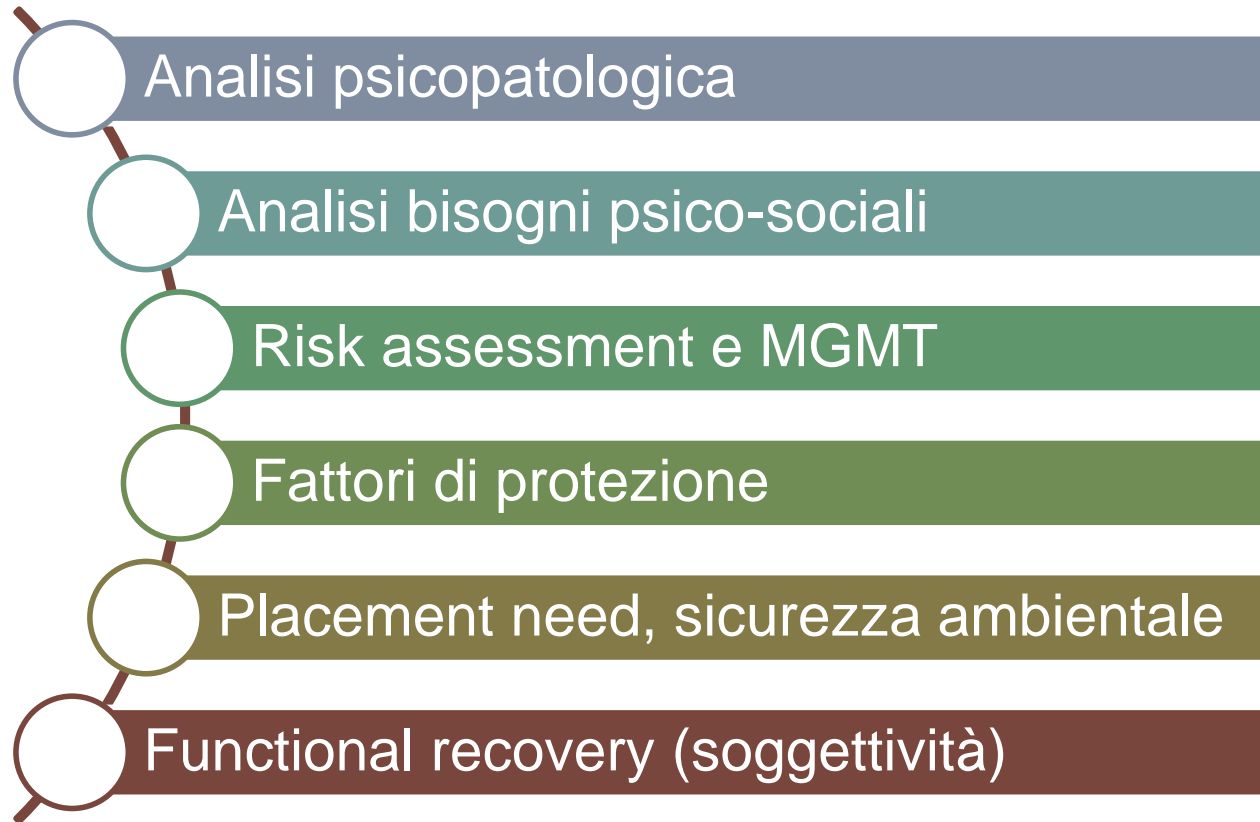 Analisi psicopatologica
Analisi bisogni psico-sociali
Risk assessment e MGMT
Fattori di protezione
Placement need, sicurezza ambientale
Functional recovery (soggettività)